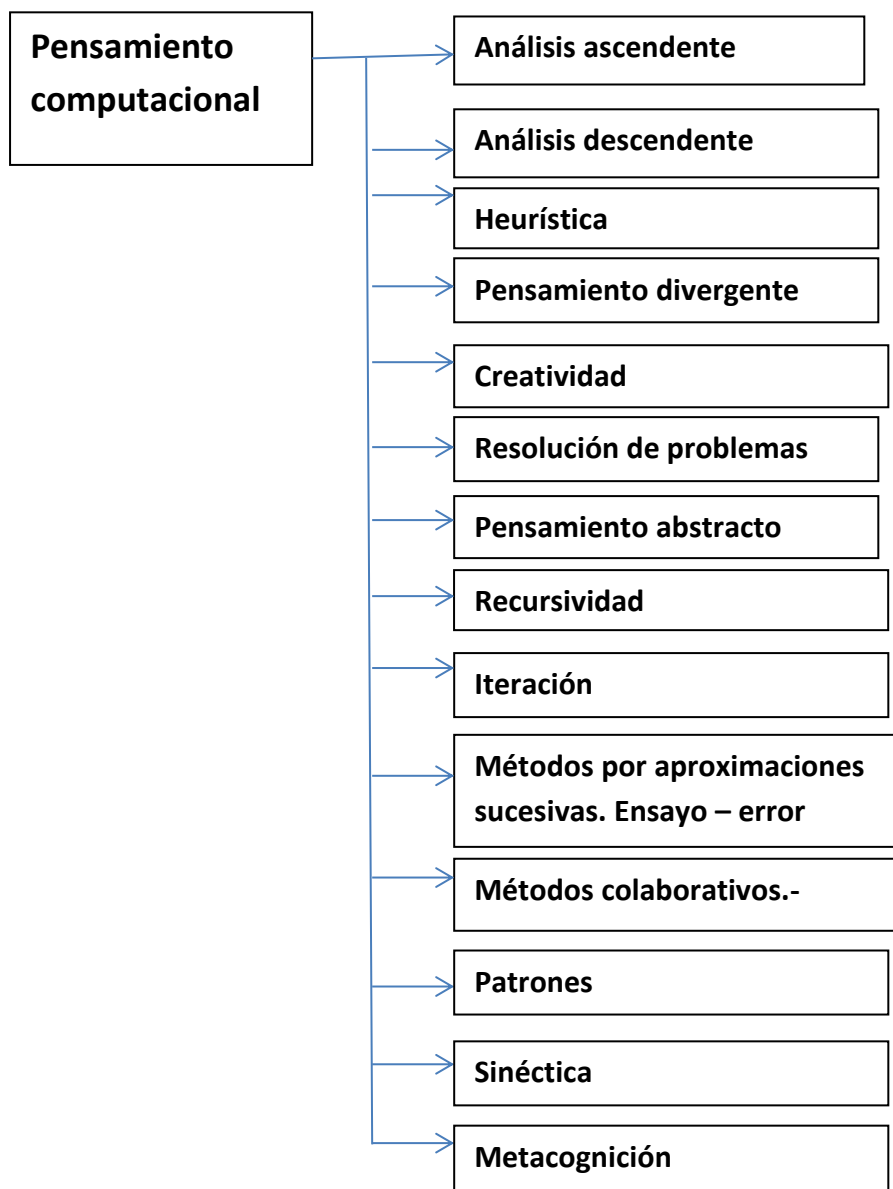 Pensamiento
computacional
Análisis ascendente
Análisis descendente
Heurística
Pensamiento divergente
Creatividad
Resolución de problemas
Pensamiento abstracto
Recursividad
Iteración
Métodos por aproximaciones
sucesivas. Ensayo – error
Métodos colaborativos.-
Patrones
Sinéctica
Metacognición